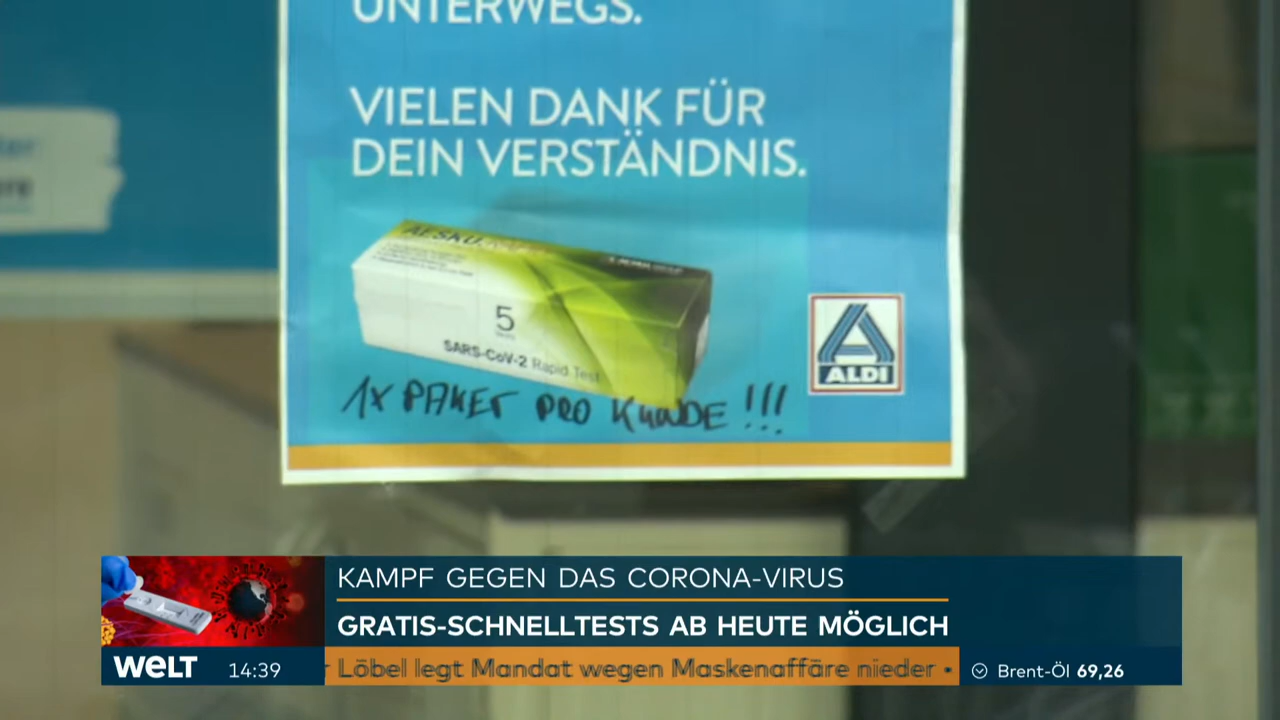 UNTERWEGS.
VIELEN DANK FÜR
DEIN VERSTÄNDNIS.
AESKU
5
SARS-CoV-2 Rapid Test
ALDI
1X PAKET PRO KUNDE !!!
KAMPF GEGEN DAS CORONA-VIRUS
GRATIS-SCHNELLTESTS AB HEUTE MÖGLICH
welt 14:39 Löbel legt Mandat wegen Maskenaffäre nieder • Brent-Öl 69,26